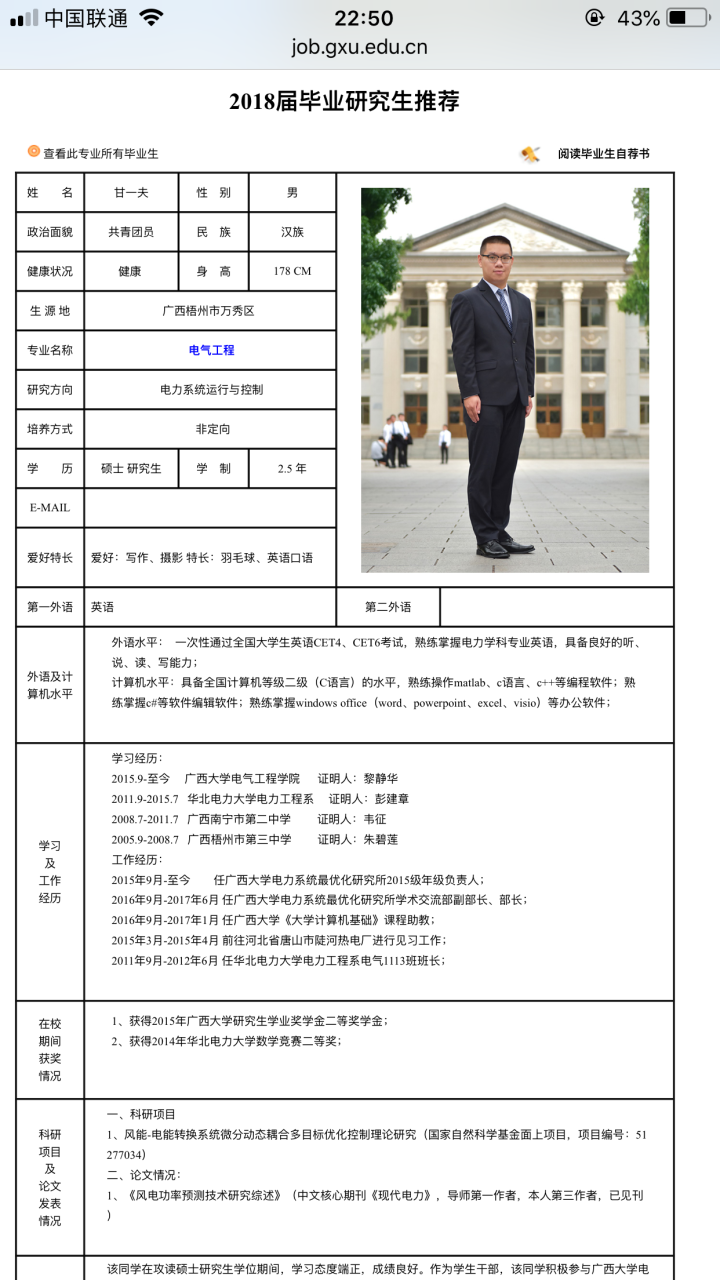 中国联通 22:50 43%
job.gxu.edu.cn
2018届毕业研究生推荐
查看此专业所有毕业生 阅读毕业生自荐书
姓 名 甘一夫 性 别 男
政治面貌 共青团员 民 族 汉族
健康状况 健康 身 高 178 CM
生 源 地 广西梧州市万秀区
专业名称 电气工程
研究方向 电力系统运行与控制
培养方式 非定向
学 历 硕士 研究生 学 制 2.5 年
E-MAIL
爱好特长 爱好：写作、摄影 特长：羽毛球、英语口语
第一外语 英语 第二外语
外语及计
算机水平
外语水平： 一次性通过全国大学生英语CET4、CET6考试，熟练掌握电力学科专业英语，具备良好的听、
说、读、写能力；
计算机水平：具备全国计算机等级二级（C语言）的水平，熟练操作matlab、c语言、c++等编程软件；熟
练掌握c#等软件编辑软件；熟练掌握windows office（word、powerpoint、excel、visio）等办公软件；
学习
及
工作
经历
学习经历：
2015.9-至今 广西大学电气工程学院 证明人：黎静华
2011.9-2015.7 华北电力大学电力工程系 证明人：彭建章
2008.7-2011.7 广西南宁市第二中学 证明人：韦征
2005.9-2008.7 广西梧州市第三中学 证明人：朱碧莲
工作经历：
2015年9月-至今 任广西大学电力系统最优化研究所2015级年级负责人；
2016年9月-2017年6月 任广西大学电力系统最优化研究所学术交流部副部长、部长；
2016年9月-2017年1月 任广西大学《大学计算机基础》课程助教；
2015年3月-2015年4月 前往河北省唐山市陡河热电厂进行见习工作；
2011年9月-2012年6月 任华北电力大学电力工程系电气1113班班长；
在校
期间
获奖
情况
1、获得2015年广西大学研究生学业奖学金二等奖学金；
2、获得2014年华北电力大学数学竞赛二等奖；
科研
项目
及
论文
发表
情况
一、科研项目
1、风能-电能转换系统微分动态耦合多目标优化控制理论研究（国家自然科学基金面上项目，项目编号：51
277034）
二、论文情况：
1、《风电功率预测技术研究综述》（中文核心期刊《现代电力》，导师第一作者，本人第三作者，已见刊
）
该同学在攻读硕士研究生学位期间，学习态度端正，成绩良好。作为学生干部，该同学积极参与广西大学电